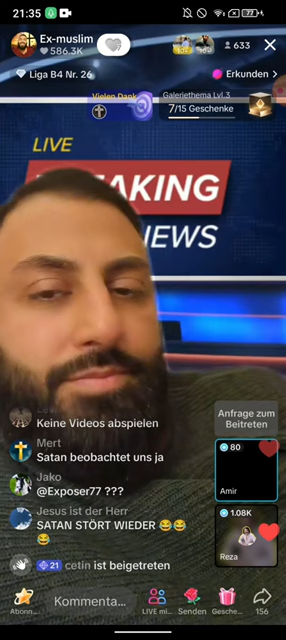 21:35
77
Ex-muslim
586.3K
633
Liga B4 Nr. 26
Erkunden >
Vielen Dank
Galeriethema Lvl.3
7/15 Geschenke
LIVE
BREAKING
NEWS
Keine Videos abspielen
Mert
Satan beobachtet uns ja
Jako
@Exposer77 ???
Jesus ist der Herr
SATAN STÖRT WIEDER 😂😂
😂
21 cetin ist beigetreten
Anfrage zum
Beitreten
80
Amir
1.08K
Reza
Abonn...
Kommenta...
LIVE mi...
Senden
Gesche...
156